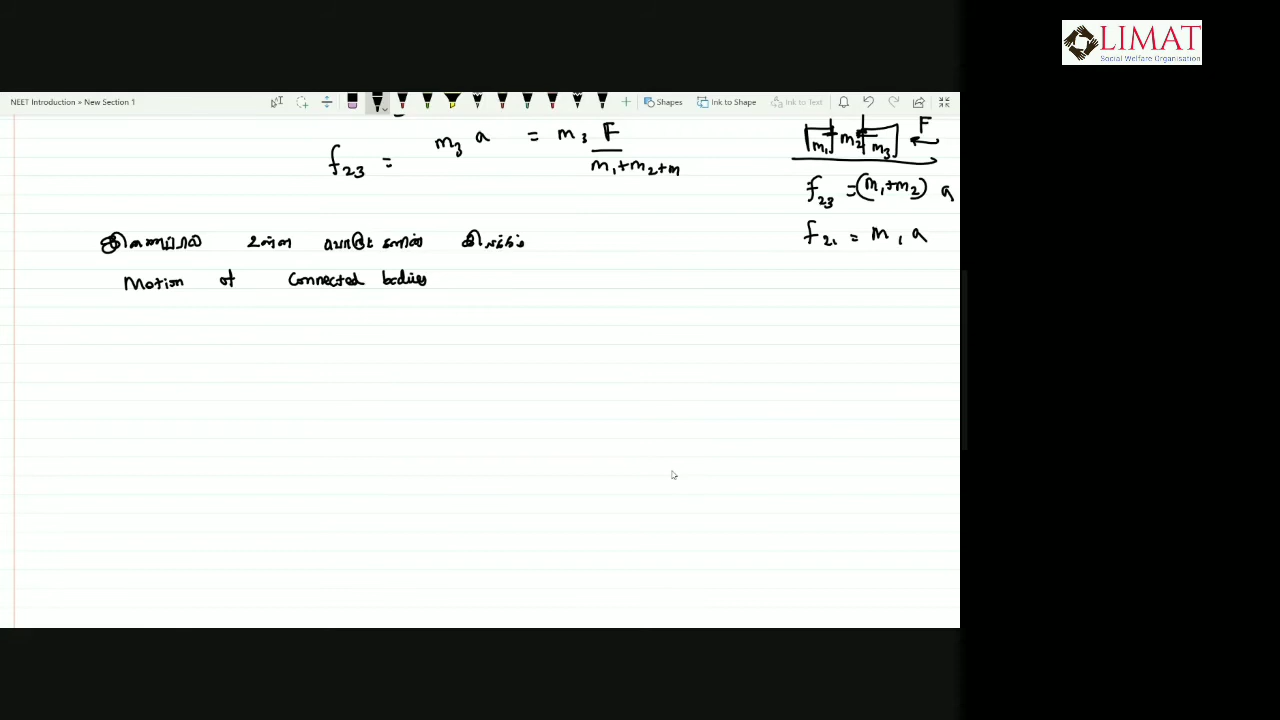 LIMAT
Social Welfare Organisation
NEET Introduction » New Section 1
Shapes Ink to Shape Ink to Text
f₂₃ = m₃ a = m₃ F / m₁+m₂+m
m₁ m₂ m₃ F
f₂₃ = (m₁+m₂) a
f₂₁ = m₁ a
Motion of Connected bodies